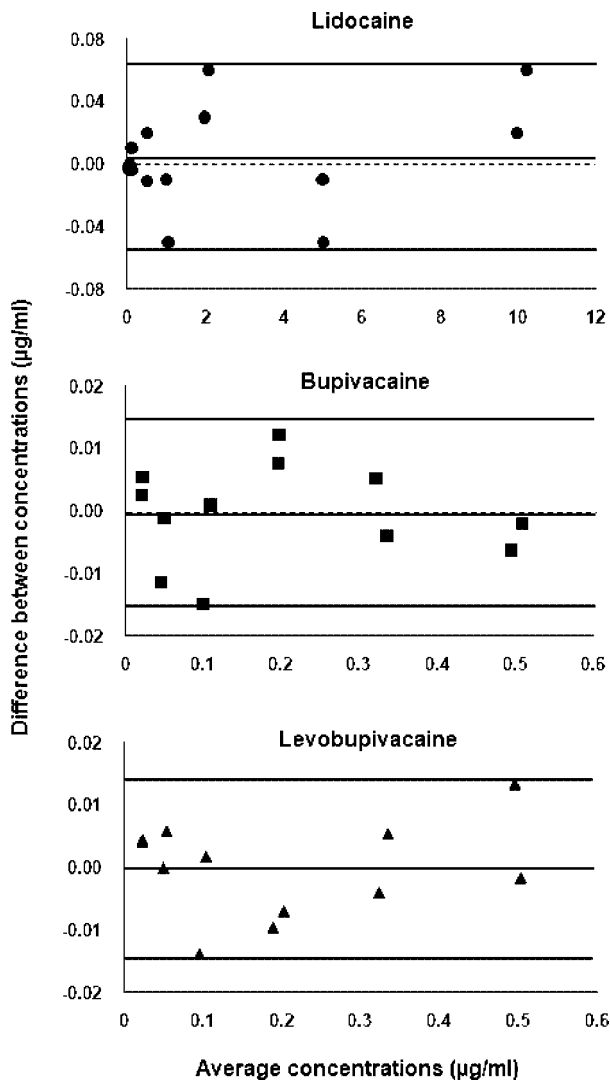 Lidocaine
0.08
0.04
0.00
-0.04
-0.08
0 2 4 6 8 10 12
Bupivacaine
0.02
0.01
0.00
-0.01
-0.02
0 0.1 0.2 0.3 0.4 0.5 0.6
Levobupivacaine
0.02
0.01
0.00
-0.01
-0.02
0 0.1 0.2 0.3 0.4 0.5 0.6
Difference between concentrations (µg/ml)
Average concentrations (µg/ml)